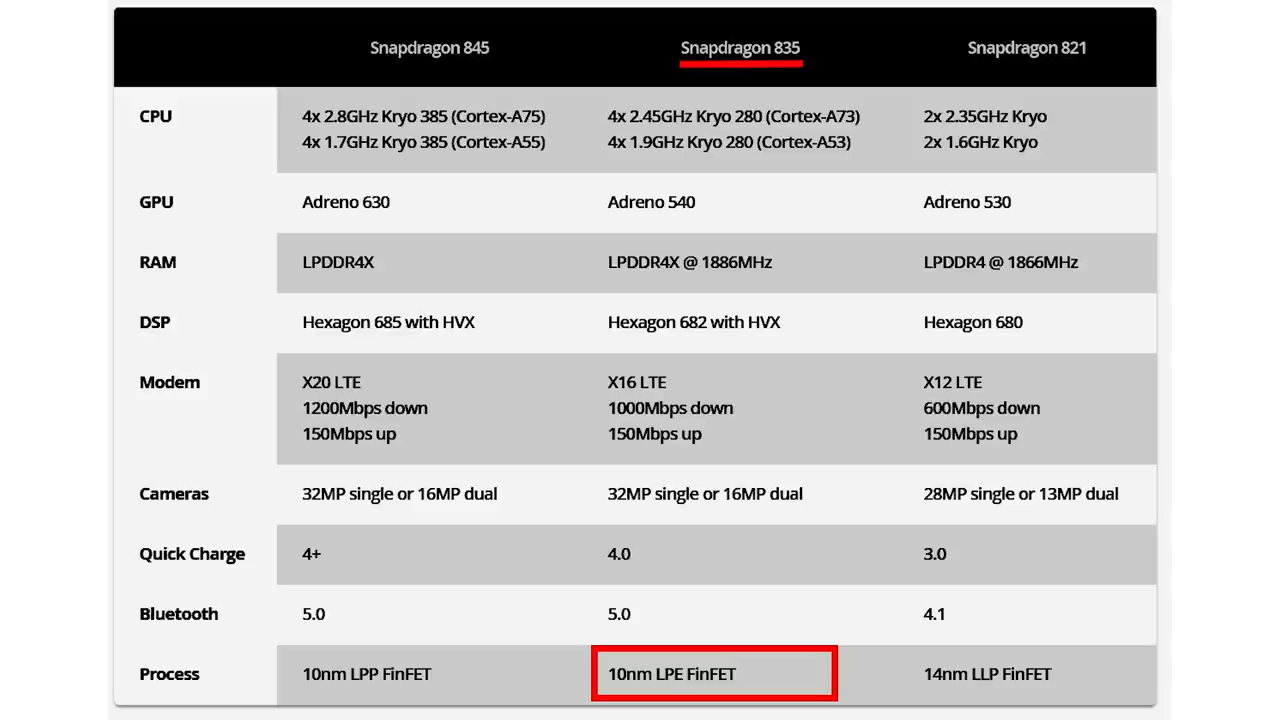 Snapdragon 845 Snapdragon 835 Snapdragon 821
CPU 4x 2.8GHz Kryo 385 (Cortex-A75) 4x 2.45GHz Kryo 280 (Cortex-A73) 2x 2.35GHz Kryo
4x 1.7GHz Kryo 385 (Cortex-A55) 4x 1.9GHz Kryo 280 (Cortex-A53) 2x 1.6GHz Kryo
GPU Adreno 630 Adreno 540 Adreno 530
RAM LPDDR4X LPDDR4X @ 1886MHz LPDDR4 @ 1866MHz
DSP Hexagon 685 with HVX Hexagon 682 with HVX Hexagon 680
Modem X20 LTE X16 LTE X12 LTE
1200Mbps down 1000Mbps down 600Mbps down
150Mbps up 150Mbps up 150Mbps up
Cameras 32MP single or 16MP dual 32MP single or 16MP dual 28MP single or 13MP dual
Quick Charge 4+ 4.0 3.0
Bluetooth 5.0 5.0 4.1
Process 10nm LPP FinFET 10nm LPE FinFET 14nm LLP FinFET